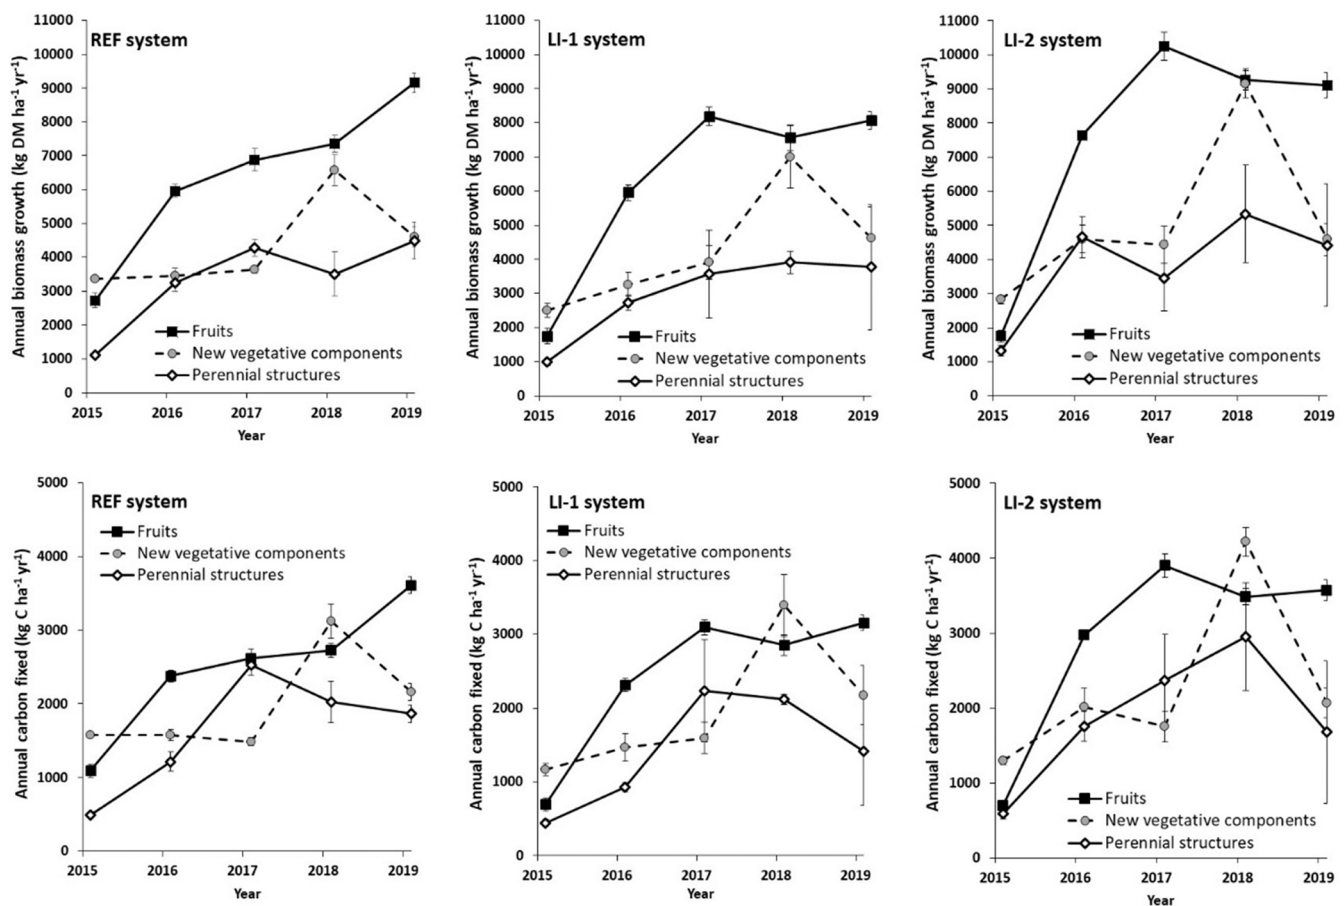 REF system
Annual biomass growth (kg DM ha-1 yr-1)
11000
10000
9000
8000
7000
6000
5000
4000
3000
2000
1000
0
Fruits
New vegetative components
Perennial structures
2015 2016 2017 2018 2019
Year
LI-1 system
Annual biomass growth (kg DM ha-1 yr-1)
11000
10000
9000
8000
7000
6000
5000
4000
3000
2000
1000
0
Fruits
New vegetative components
Perennial structures
2015 2016 2017 2018 2019
Year
LI-2 system
Annual biomass growth (kg DM ha-1 yr-1)
11000
10000
9000
8000
7000
6000
5000
4000
3000
2000
1000
0
Fruits
New vegetative components
Perennial structures
2015 2016 2017 2018 2019
Year
REF system
Annual carbon fixed (kg C ha-1 yr-1)
Fruits
New vegetative components
Perennial structures
5000
4000
3000
2000
1000
0
2015 2016 2017 2018 2019
Year
LI-1 system
Annual carbon fixed (kg C ha-1 yr-1)
Fruits
New vegetative components
Perennial structures
5000
4000
3000
2000
1000
0
2015 2016 2017 2018 2019
Year
LI-2 system
Annual carbon fixed (kg C ha-1 yr-1)
5000
4000
3000
2000
1000
0
Fruits
New vegetative components
Perennial structures
2015 2016 2017 2018 2019
Year